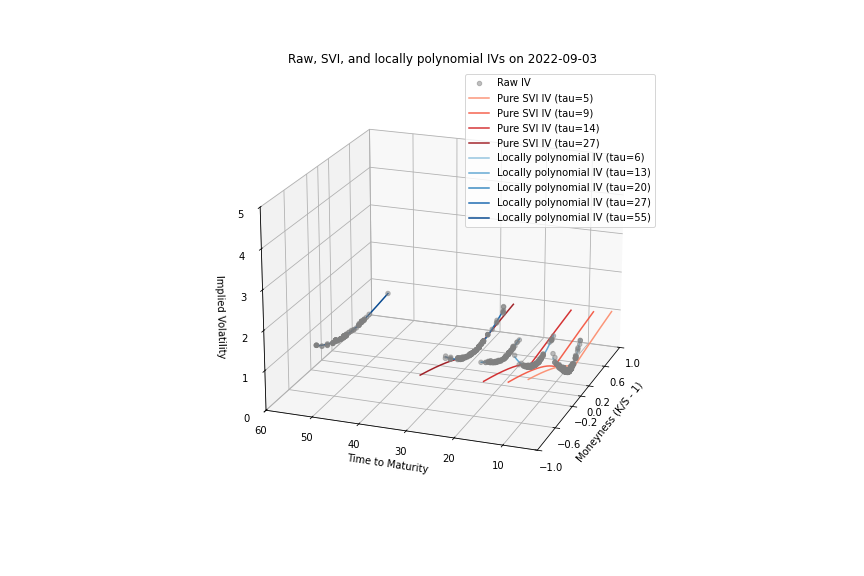 Raw, SVI, and locally polynomial IVs on 2022-09-03
Raw IV
Pure SVI IV (tau=5)
Pure SVI IV (tau=9)
Pure SVI IV (tau=14)
Pure SVI IV (tau=27)
Locally polynomial IV (tau=6)
Locally polynomial IV (tau=13)
Locally polynomial IV (tau=20)
Locally polynomial IV (tau=27)
Locally polynomial IV (tau=55)
5
4
3
2
1
0
Implied Volatility
60
50
40
30
20
10
Time to Maturity
1.0
0.6
0.2
0.0
−0.2
−0.6
−1.0
Moneyness (K/S - 1)